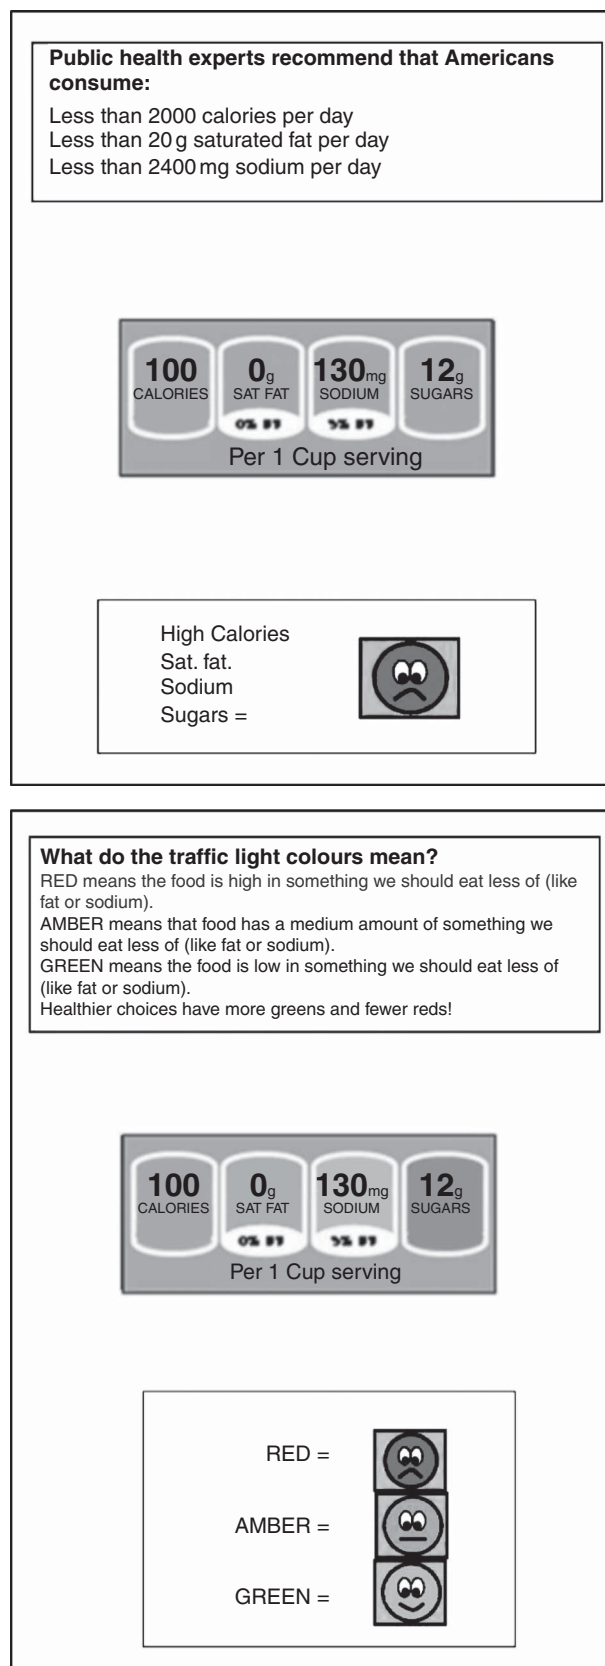 Public health experts recommend that Americans
consume:
Less than 2000 calories per day
Less than 20 g saturated fat per day
Less than 2400 mg sodium per day
100 0g 130mg 12g
CALORIES SAT FAT SODIUM SUGARS
Per 1 Cup serving
High Calories
Sat. fat.
Sodium
Sugars =
What do the traffic light colours mean?
RED means the food is high in something we should eat less of (like
fat or sodium).
AMBER means that food has a medium amount of something we
should eat less of (like fat or sodium).
GREEN means the food is low in something we should eat less of
(like fat or sodium).
Healthier choices have more greens and fewer reds!
100 0g 130mg 12g
CALORIES SAT FAT SODIUM SUGARS
Per 1 Cup serving
RED =
AMBER =
GREEN =